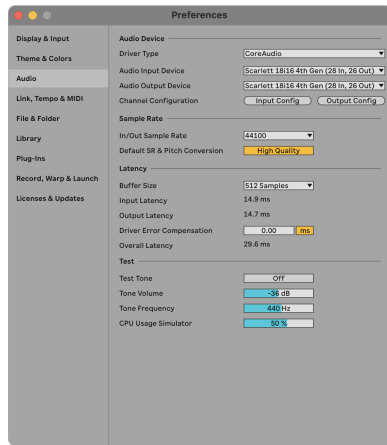 Preferences
Display & Input
Theme & Colors
Audio
Link, Tempo & MIDI
File & Folder
Library
Plug-Ins
Record, Warp & Launch
Licenses & Updates
Audio Device
Driver Type CoreAudio
Audio Input Device Scarlett 18i16 4th Gen (28 In, 26 Out)
Audio Output Device Scarlett 18i16 4th Gen (28 In, 26 Out)
Channel Configuration Input Config Output Config
Sample Rate
In/Out Sample Rate 44100
Default SR & Pitch Conversion High Quality
Latency
Buffer Size 512 Samples
Input Latency 14.9 ms
Output Latency 14.7 ms
Driver Error Compensation 0.00 ms
Overall Latency 29.6 ms
Test
Test Tone Off
Tone Volume -36 dB
Tone Frequency 440 Hz
CPU Usage Simulator 50 %